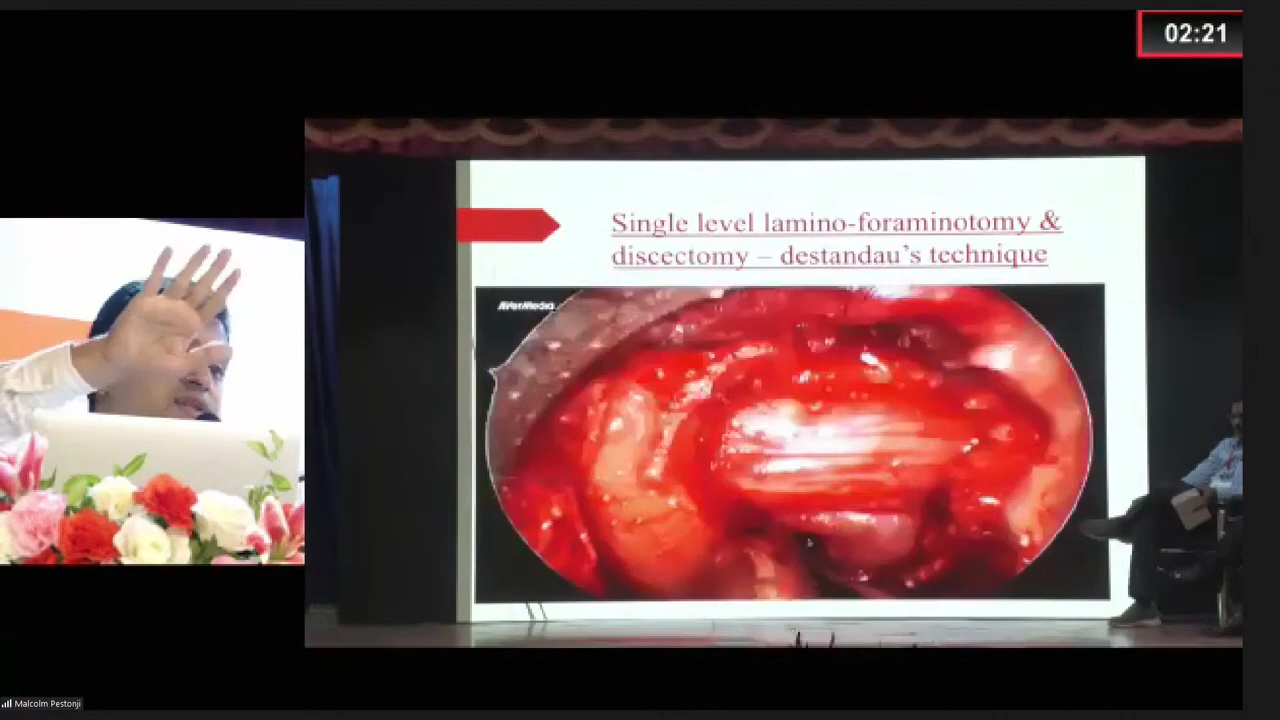 02:21
Single level lamino-foraminotomy &
discectomy – destandau's technique
AVerMedia
Malcolm Pestonji